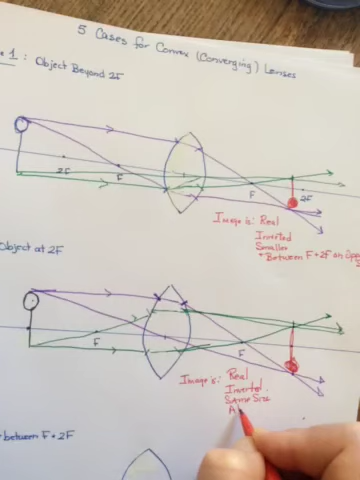 5 Cases for Convex (Converging) Lenses
1 : Object Beyond 2F
2F
F
F
2F
Image is: Real
Inverted
Smaller
* Between F + 2F on
Object at 2F
F
F
Image is: Real
Inverted
Same Size
A
between F + 2F